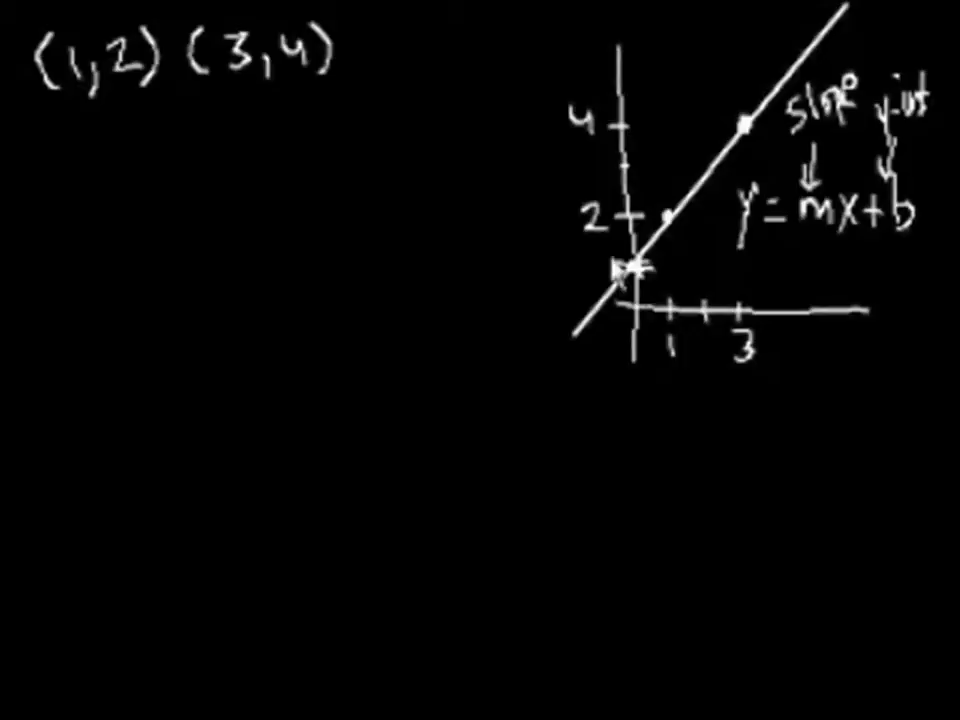 (1,2) (3,4)
slope y-int
4
y = mx + b
2
1 3